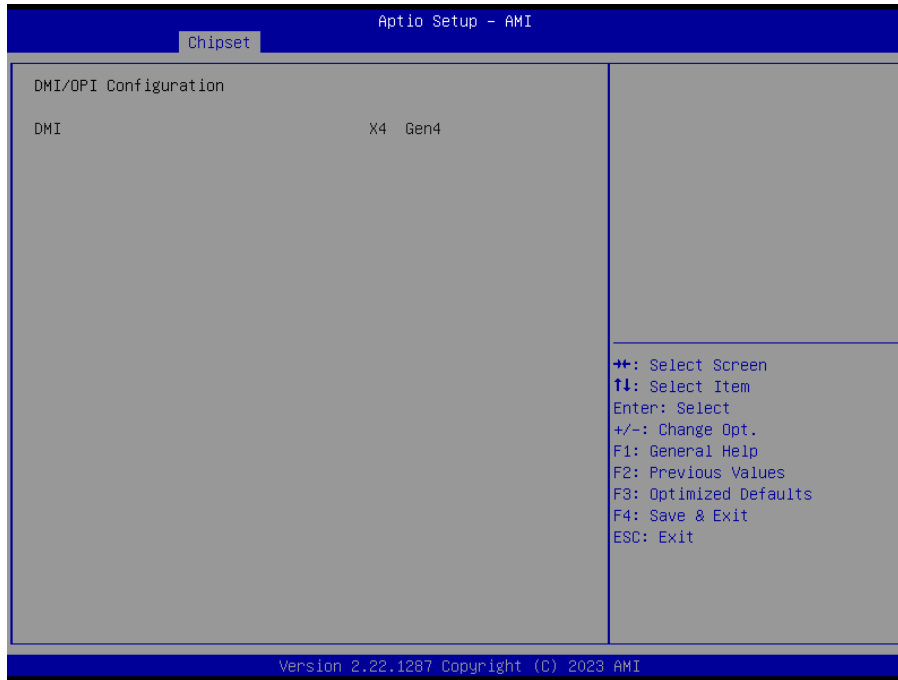 Aptio Setup – AMI
Chipset
DMI/OPI Configuration
DMI X4 Gen4
→←: Select Screen
↑↓: Select Item
Enter: Select
+/-: Change Opt.
F1: General Help
F2: Previous Values
F3: Optimized Defaults
F4: Save & Exit
ESC: Exit
Version 2.22.1287 Copyright (C) 2023 AMI